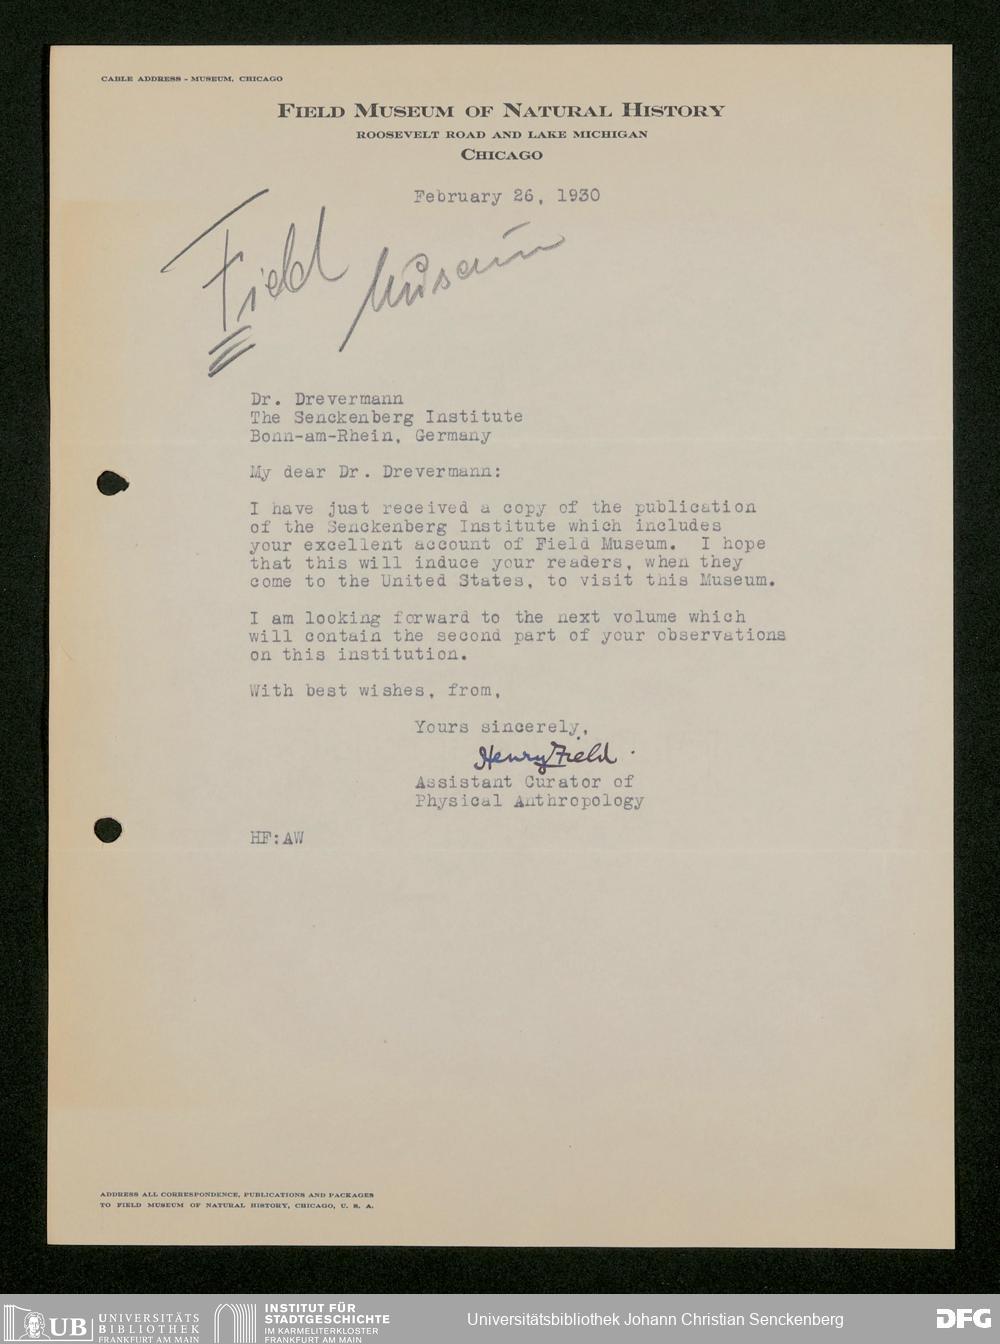 CABLE ADDRESS - MUSEUM, CHICAGO
FIELD MUSEUM OF NATURAL HISTORY
ROOSEVELT ROAD AND LAKE MICHIGAN
CHICAGO
February 26, 1930
Field Museum
Dr. Drevermann
The Senckenberg Institute
Bonn-am-Rhein, Germany
My dear Dr. Drevermann:
I have just received a copy of the publication
of the Senckenberg Institute which includes
your excellent account of Field Museum. I hope
that this will induce your readers, when they
come to the United States, to visit this Museum.
I am looking forward to the next volume which
will contain the second part of your observations
on this institution.
With best wishes, from,
Yours sincerely,
Henry Field
Assistant Curator of
Physical Anthropology
HF:AW
ADDRESS ALL CORRESPONDENCE, PUBLICATIONS AND PACKAGES
TO FIELD MUSEUM OF NATURAL HISTORY, CHICAGO, U. S. A.
UB UNIVERSITÄTS
BIBLIOTHEK
FRANKFURT AM MAIN
INSTITUT FÜR
STADTGESCHICHTE
IM KARMELITERKLOSTER
FRANKFURT AM MAIN
Universitätsbibliothek Johann Christian Senckenberg
DFG